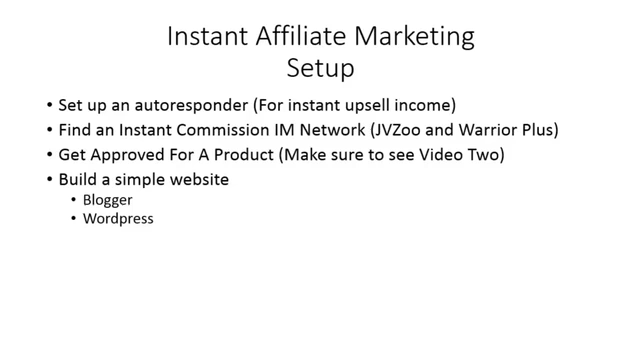 Instant Affiliate Marketing
Setup
• Set up an autoresponder (For instant upsell income)
• Find an Instant Commission IM Network (JVZoo and Warrior Plus)
• Get Approved For A Product (Make sure to see Video Two)
• Build a simple website
• Blogger
• Wordpress